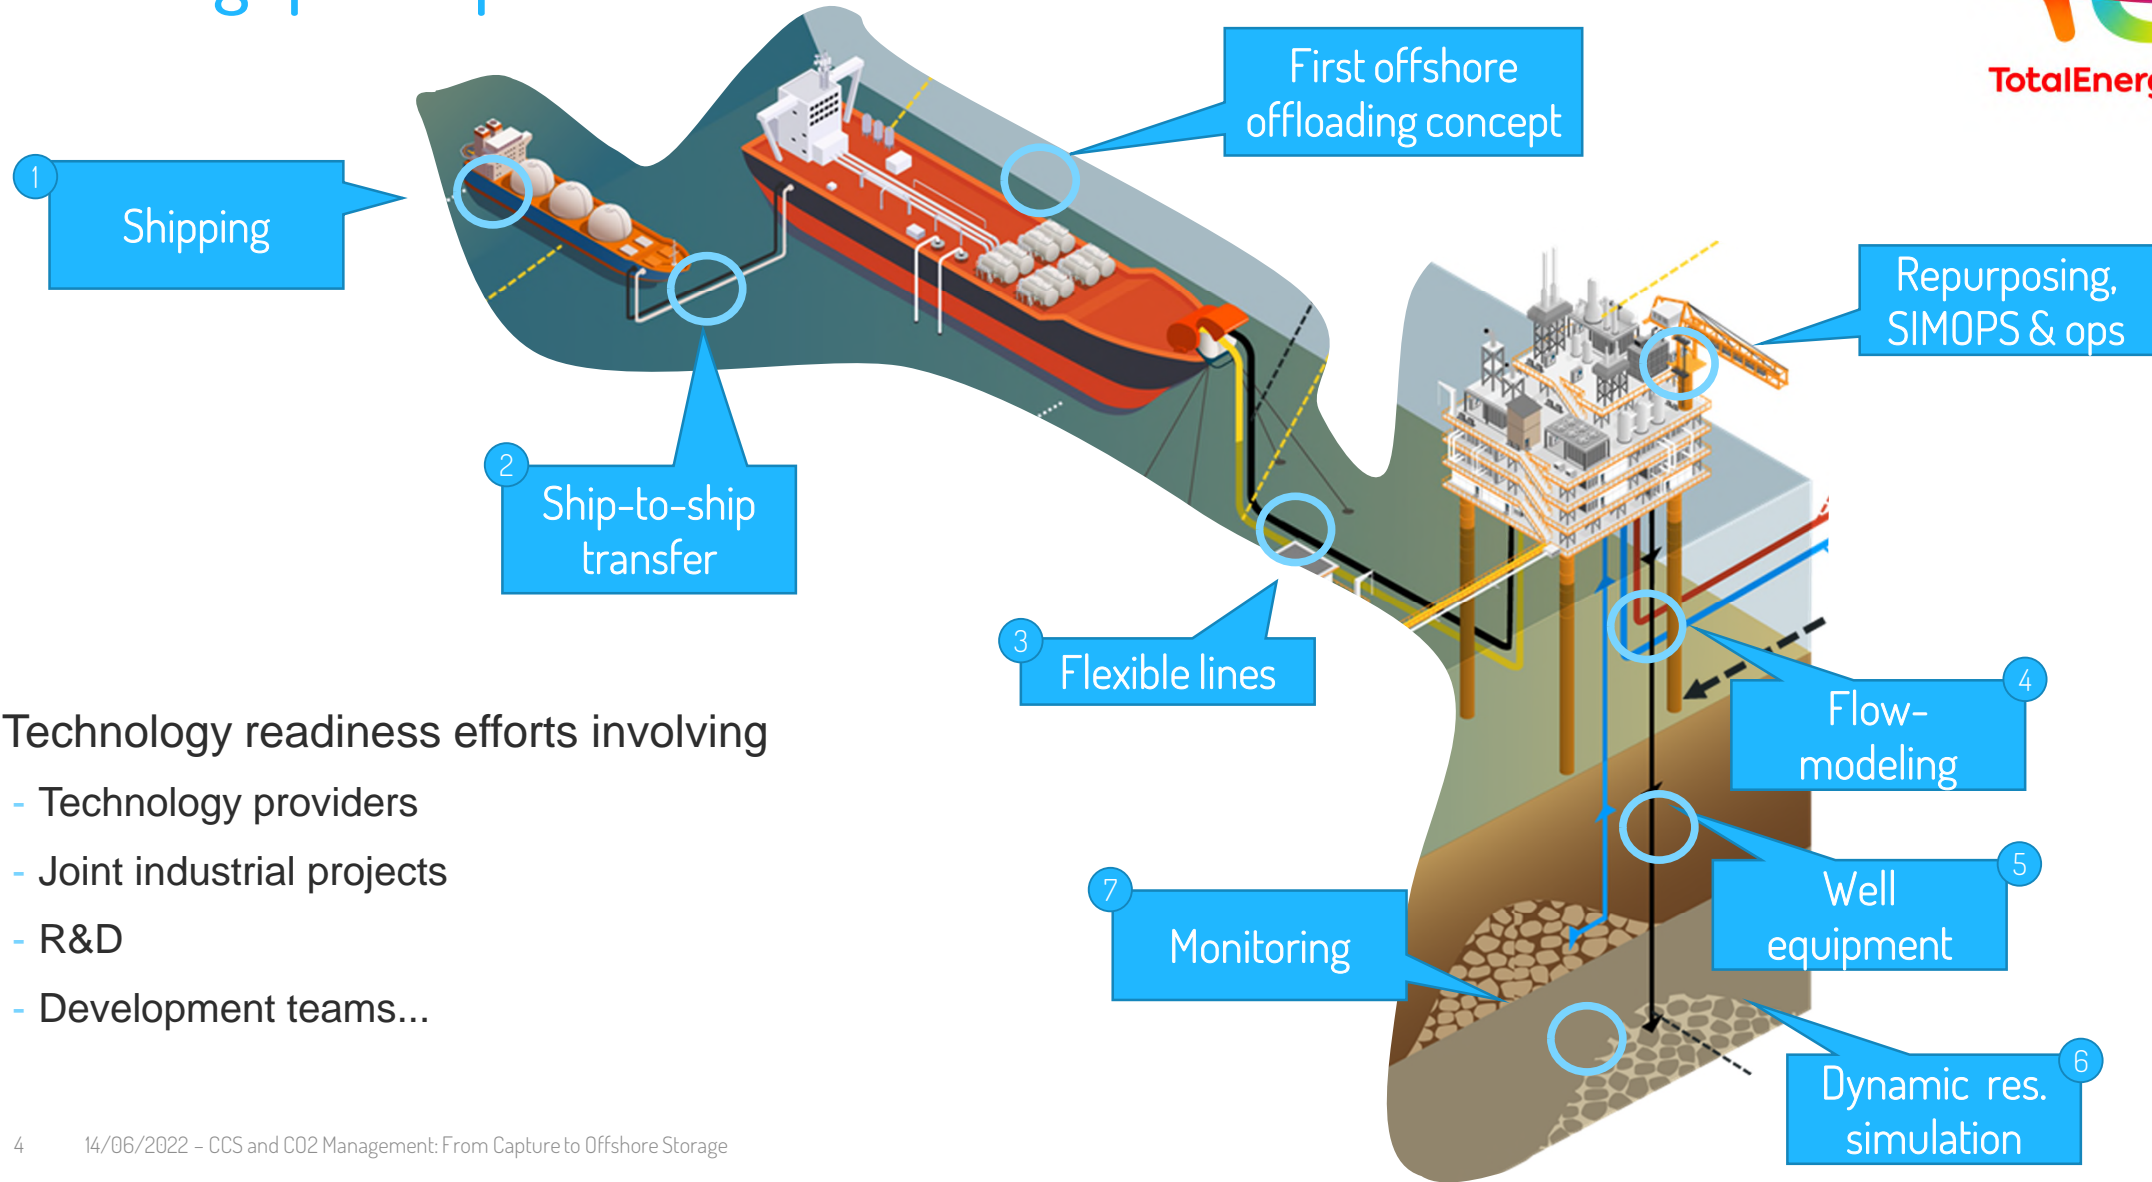 First offshore
offloading concept
TotalEnerg
1
Shipping
Repurposing,
SIMOPS & ops
2
Ship-to-ship
transfer
3
Flexible lines
4
Flow-
modeling
Technology readiness efforts involving
- Technology providers
- Joint industrial projects
- R&D
- Development teams...
5
Well
equipment
7
Monitoring
6
Dynamic res.
simulation
4 14/06/2022 – CCS and CO2 Management: From Capture to Offshore Storage